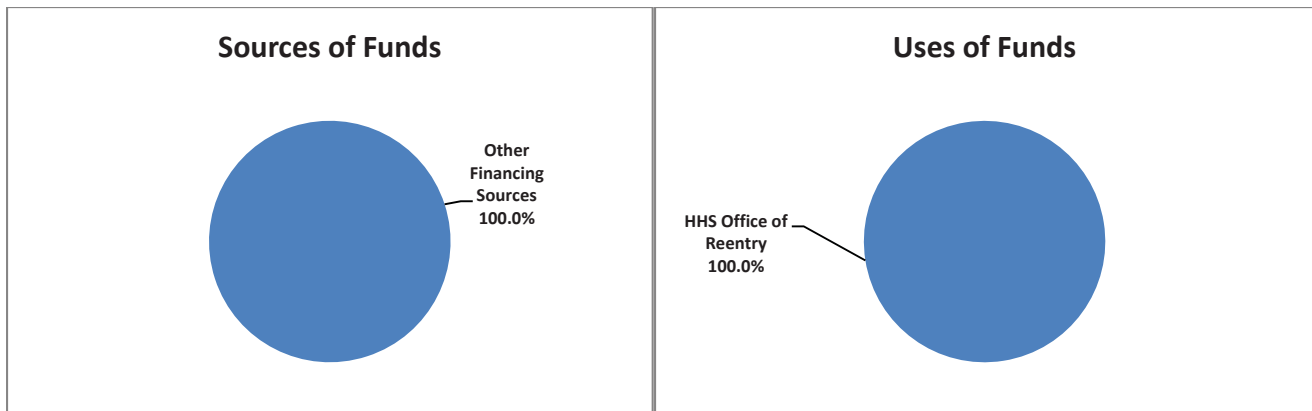 Sources of Funds
Other
Financing
Sources
100.0%
Uses of Funds
HHS Office of
Reentry
100.0%